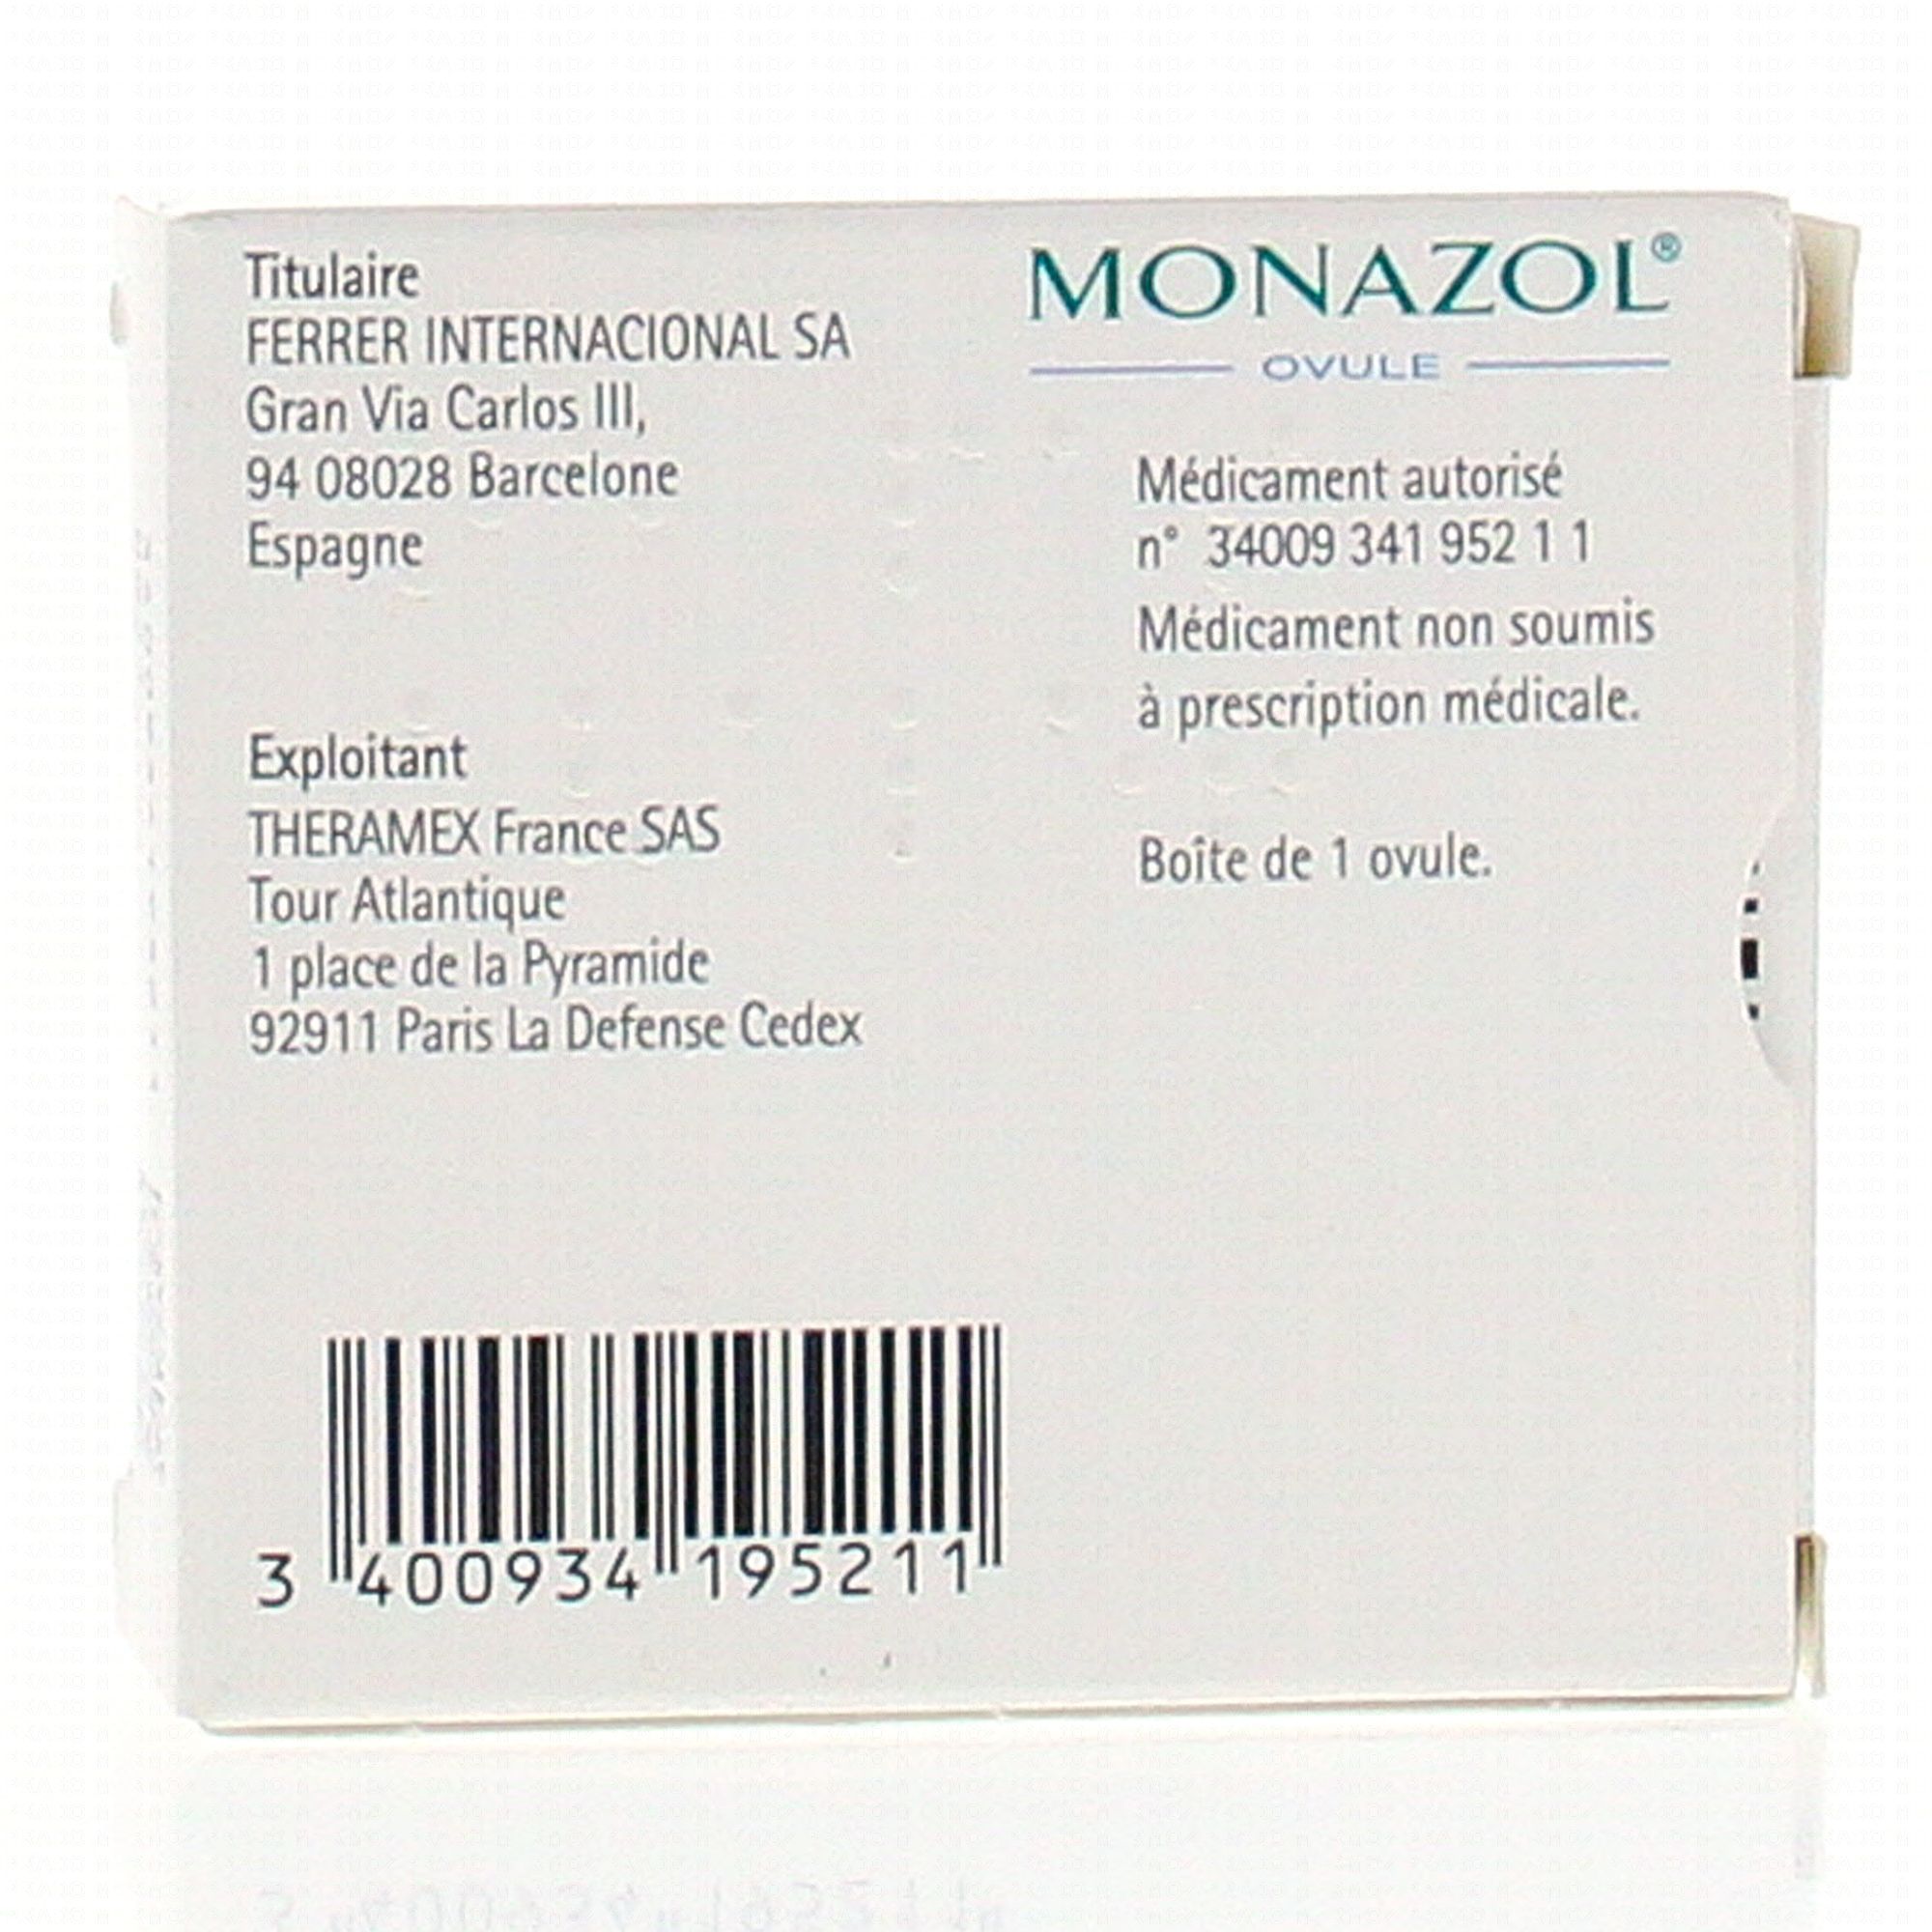 Titulaire
FERRER INTERNACIONAL SA
Gran Via Carlos III,
94 08028 Barcelone
Espagne
Exploitant
THERAMEX France SAS
Tour Atlantique
1 place de la Pyramide
92911 Paris La Defense Cedex
MONAZOL®
OVULE
Médicament autorisé
n° 34009 341 952 1 1
Médicament non soumis
à prescription médicale.
Boîte de 1 ovule.
3 400934 195211